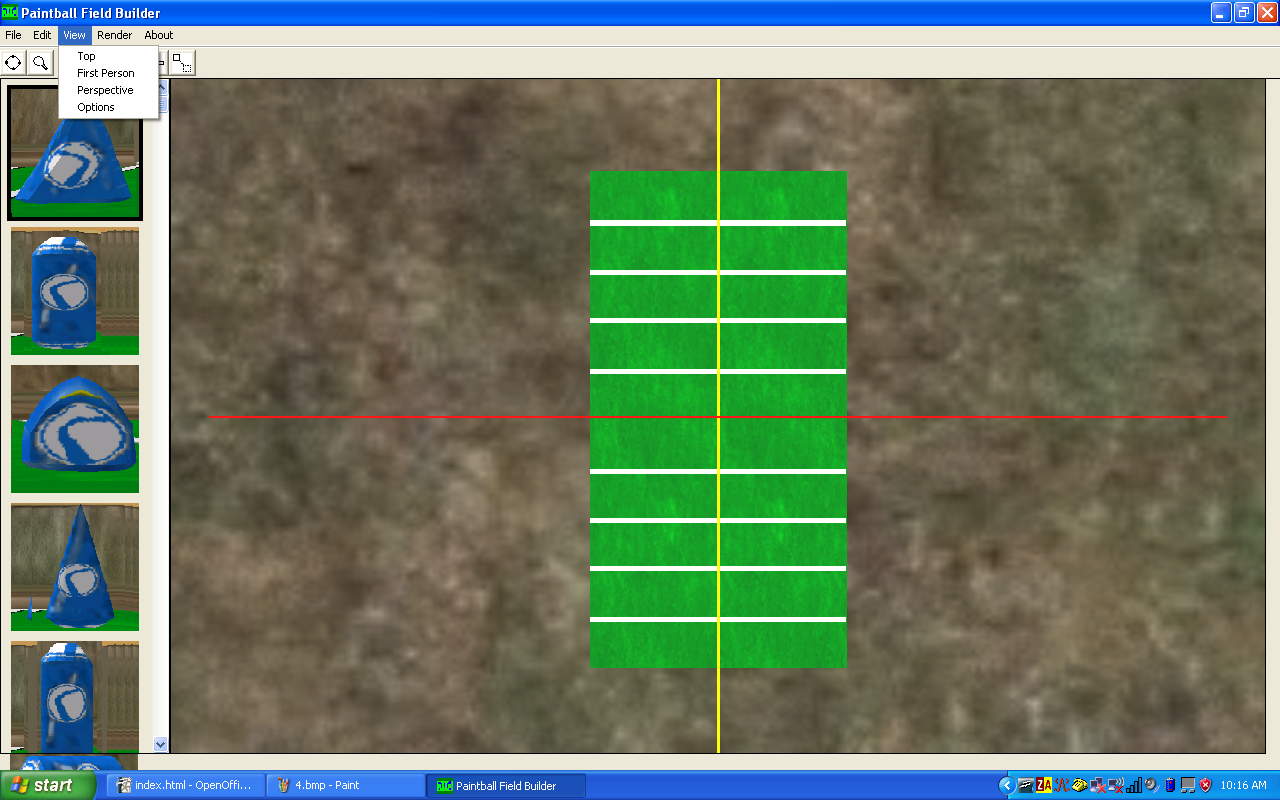 Paintball Field Builder
File Edit View Render About
Top
First Person
Perspective
Options
start
index.html - OpenOffi...
4.bmp - Paint
Paintball Field Builder
ZA
10:16 AM